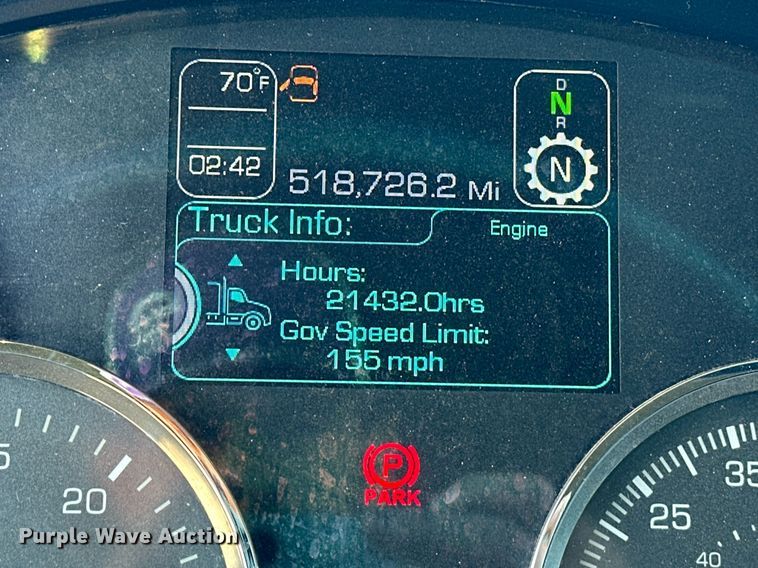 70°F
D
N
R
N
02:42
518,726.2 Mi
Truck Info:
Engine
Hours:
21432.0hrs
Gov Speed Limit:
155 mph
P
PARK
20
25
35
40
Purple Wave Auction